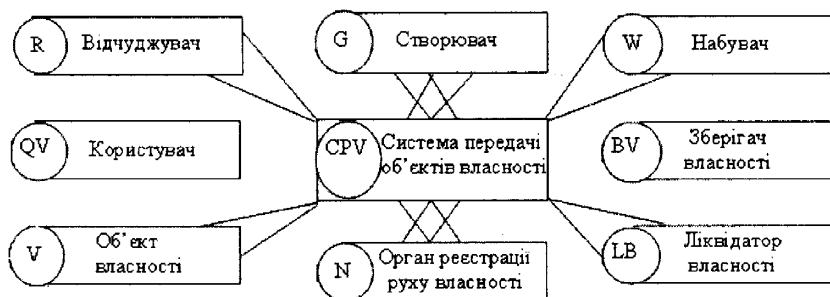 R Відчуджувач
G Створювач
W Набувач
QV Користувач
CPV Система передачі
об'єктів власності
BV Зберігач
власності
V Об'єкт
власності
N Орган реєстрації
руху власності
LB Ліквідатор
власності